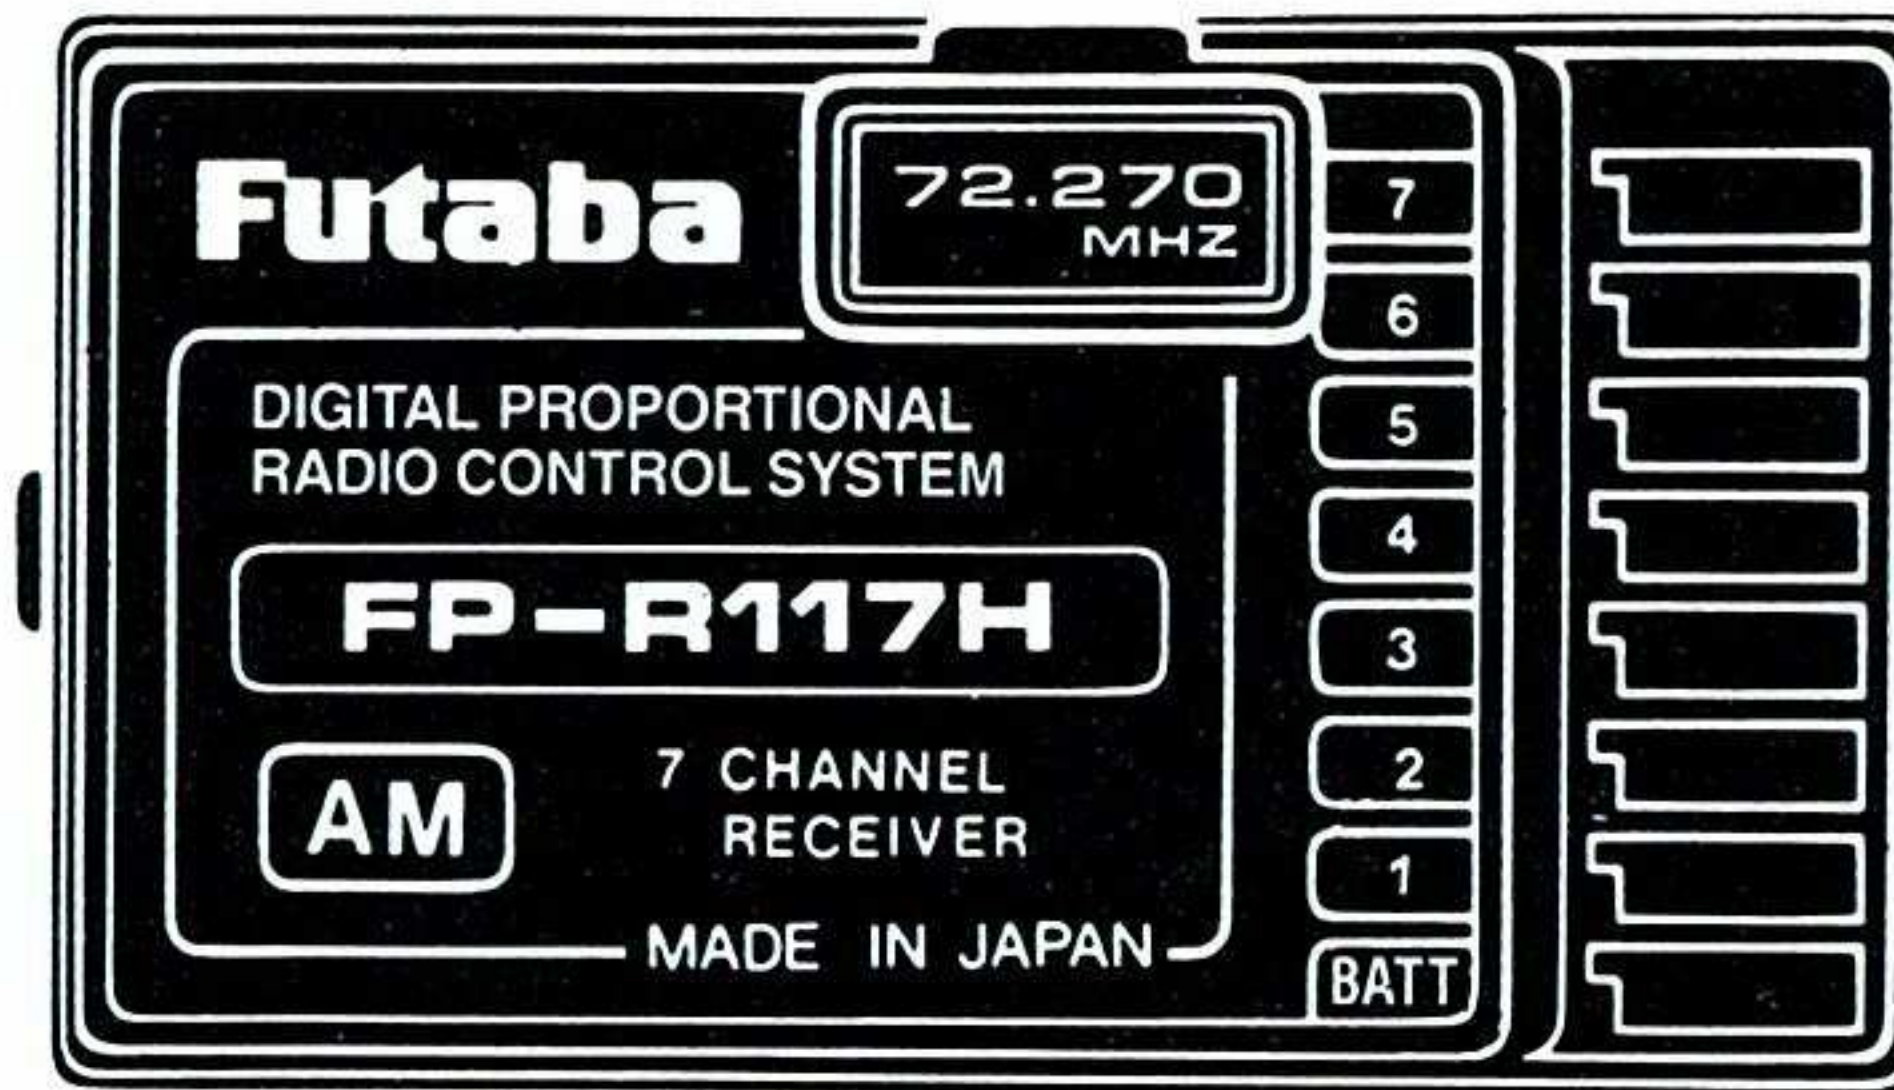 Futaba
72.270
MHZ
DIGITAL PROPORTIONAL
RADIO CONTROL SYSTEM
FP-R117H
AM
7 CHANNEL
RECEIVER
MADE IN JAPAN
7
6
5
4
3
2
1
BATT